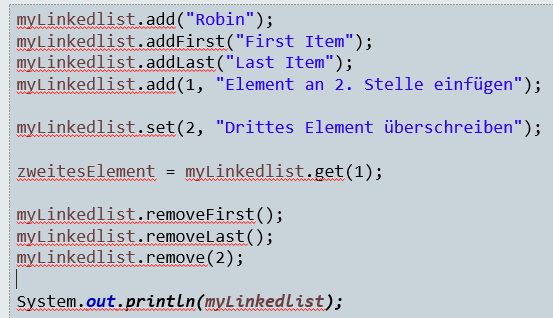 myLinkedlist.add("Robin");
myLinkedlist.addFirst("First Item");
myLinkedlist.addLast("Last Item");
myLinkedlist.add(1, "Element an 2. Stelle einfügen");
myLinkedlist.set(2, "Drittes Element überschreiben");
zweitesElement = myLinkedlist.get(1);
myLinkedlist.removeFirst();
myLinkedlist.removeLast();
myLinkedlist.remove(2);
System.out.println(myLinkedlist);